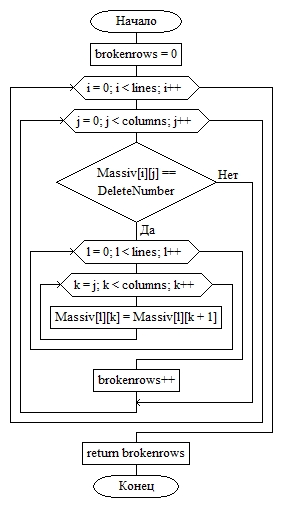 Начало
brokenrows = 0
i = 0; i < lines; i++
j = 0; j < columns; j++
Massiv[i][j] ==
DeleteNumber
Нет
Да
l = 0; l < lines; l++
k = j; k < columns; k++
Massiv[l][k] = Massiv[l][k + 1]
brokenrows++
return brokenrows
Конец